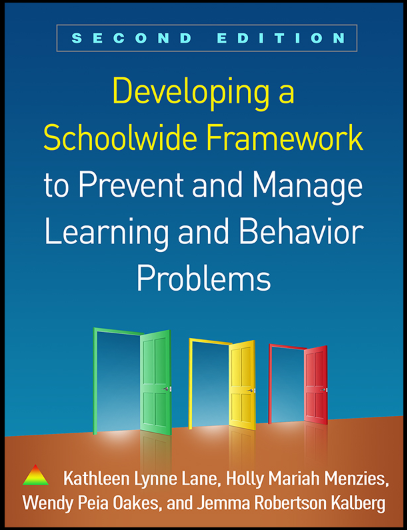 SECOND EDITION
Developing a
Schoolwide Framework
to Prevent and Manage
Learning and Behavior
Problems
Kathleen Lynne Lane, Holly Mariah Menzies,
Wendy Peia Oakes, and Jemma Robertson Kalberg